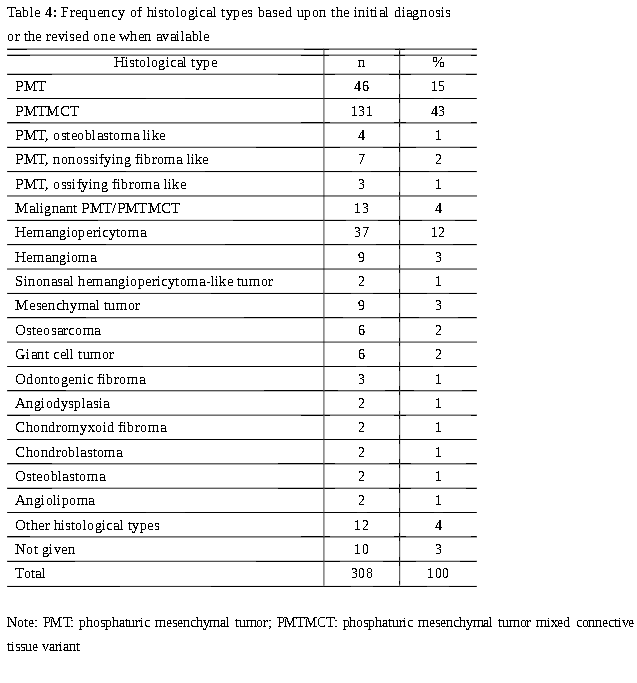 Table 4: Frequency of histological types based upon the initial diagnosis
or the revised one when available
Histological type n %
PMT 46 15
PMTMCT 131 43
PMT, osteoblastoma like 4 1
PMT, nonossifying fibroma like 7 2
PMT, ossifying fibroma like 3 1
Malignant PMT/PMTMCT 13 4
Hemangiopericytoma 37 12
Hemangioma 9 3
Sinonasal hemangiopericytoma-like tumor 2 1
Mesenchymal tumor 9 3
Osteosarcoma 6 2
Giant cell tumor 6 2
Odontogenic fibroma 3 1
Angiodysplasia 2 1
Chondromyxoid fibroma 2 1
Chondroblastoma 2 1
Osteoblastoma 2 1
Angiolipoma 2 1
Other histological types 12 4
Not given 10 3
Total 308 100
Note: PMT: phosphaturic mesenchymal tumor; PMTMCT: phosphaturic mesenchymal tumor mixed connective
tissue variant